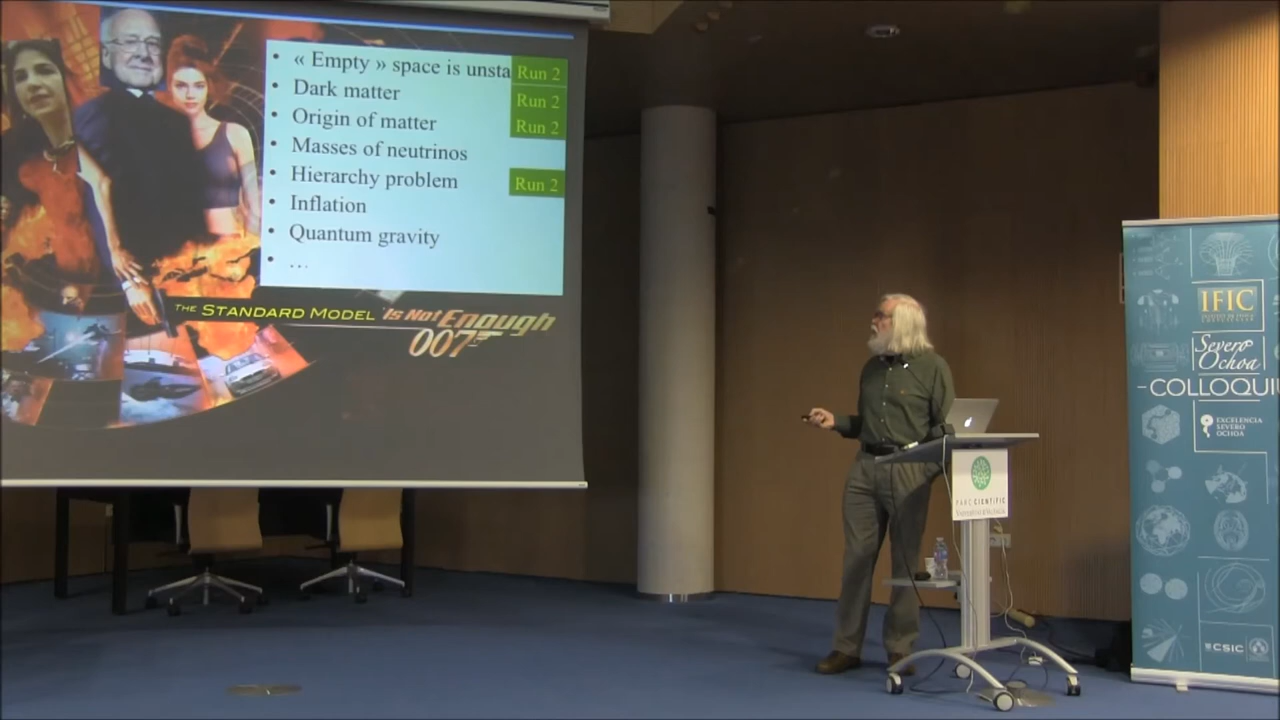 • « Empty » space is unsta Run 2
• Dark matter Run 2
• Origin of matter Run 2
• Masses of neutrinos
• Hierarchy problem Run 2
• Inflation
• Quantum gravity
• ...
THE STANDARD MODEL Is Not Enough
007
IFIC
Severo
Ochoa
-COLLOQUI
EXCELENCIA
SEVERO
OCHOA
CSIC
PARC CIENTÍFIC